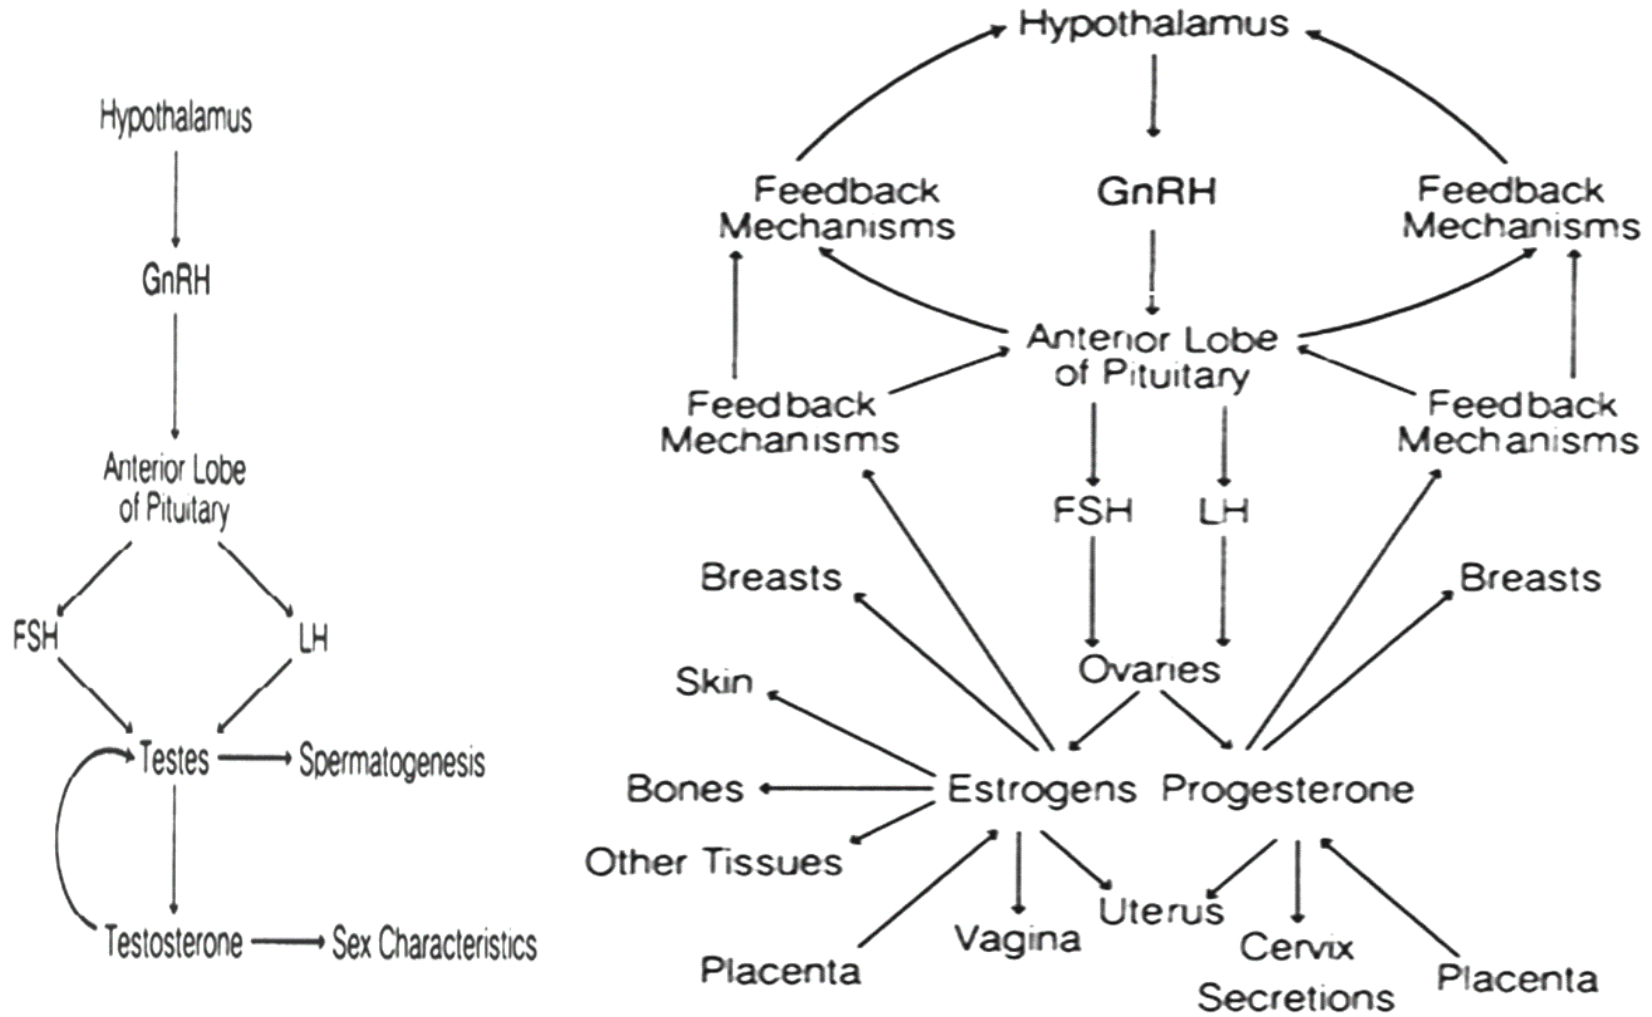 Hypothalamus
GnRH
Anterior Lobe
of Pituitary
FSH
LH
Testes
Spermatogenesis
Testosterone
Sex Characteristics
Hypothalamus
Feedback
Mechanisms
GnRH
Feedback
Mechanisms
Anterior Lobe
of Pituitary
Feedback
Mechanisms
Feedback
Mechanisms
FSH
LH
Breasts
Breasts
Ovaries
Skin
Bones
Estrogens
Progesterone
Other Tissues
Uterus
Vagina
Cervix
Secretions
Placenta
Placenta